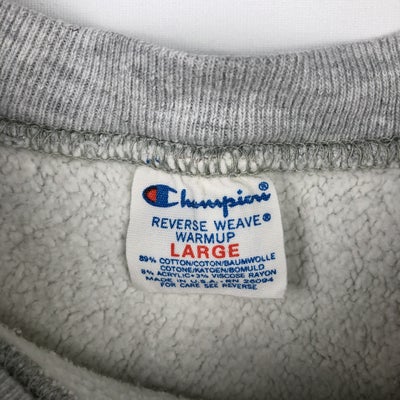 Champion®
REVERSE WEAVE®
WARMUP
LARGE
89% COTTON/COTON/BAUMWOLLE
COTONE/KATOEN/BOMULD
8% ACRYLIC+3% VISCOSE RAYON
MADE IN U.S.A.-RN 26094
FOR CARE SEE REVERSE